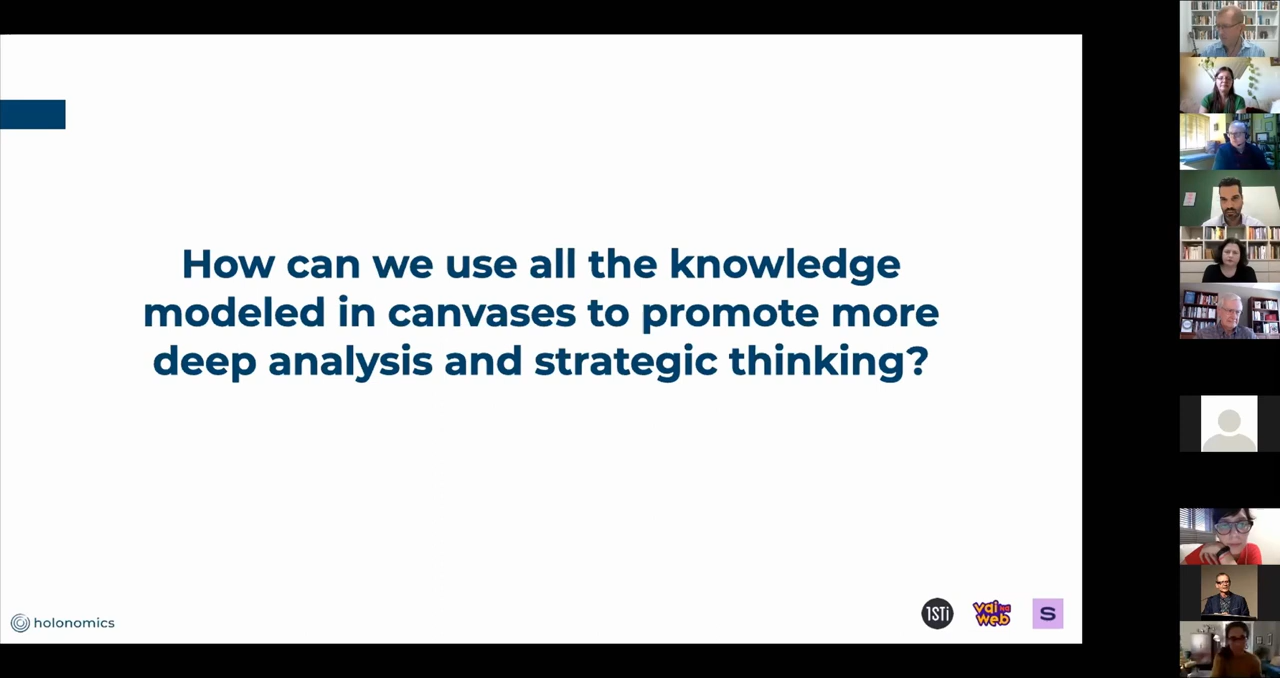 How can we use all the knowledge
modeled in canvases to promote more
deep analysis and strategic thinking?
holonomics
1STi
vai na
web
S